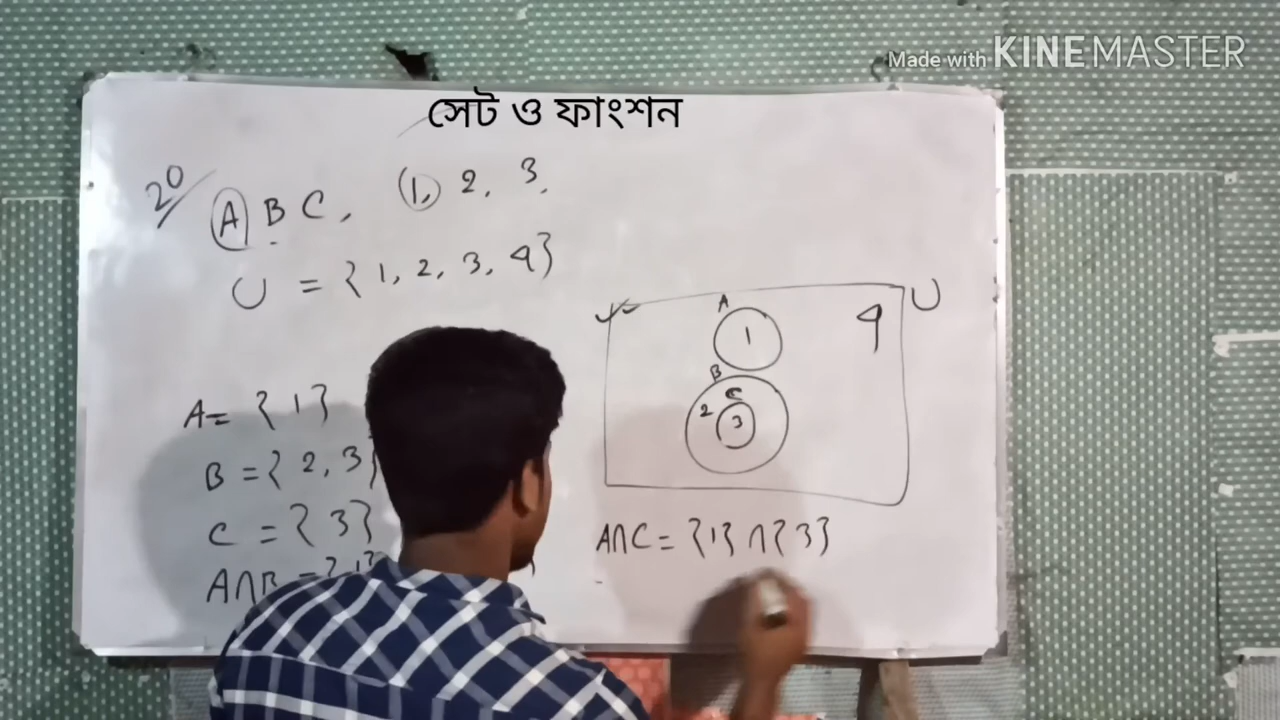 Made with KINEMASTER
সেট ও ফাংশন
20
A B C, (1,) 2, 3,
U = {1, 2, 3, 4}
A = {1}
B = {2, 3}
C = {3}
A∩B = {1}
A
1
4
U
B
C
2
3
A∩C = {1} ∩ {3}